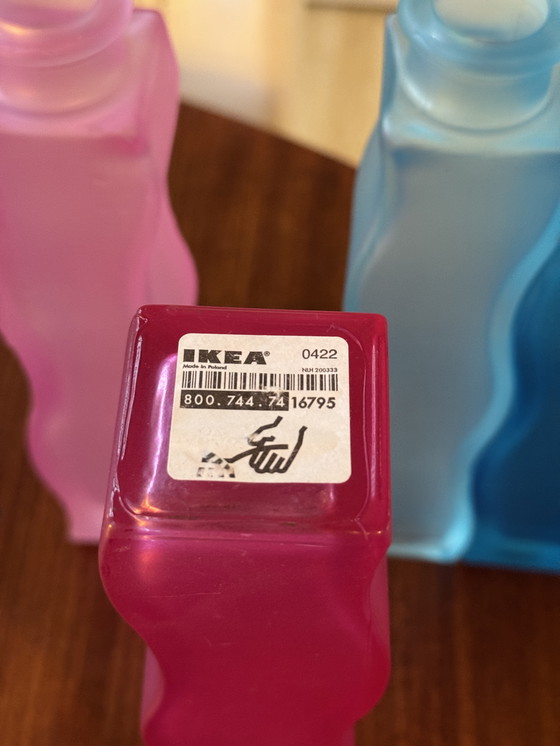 IKEA® 0422
Made in Poland NLH 200333
800.744.74 16795